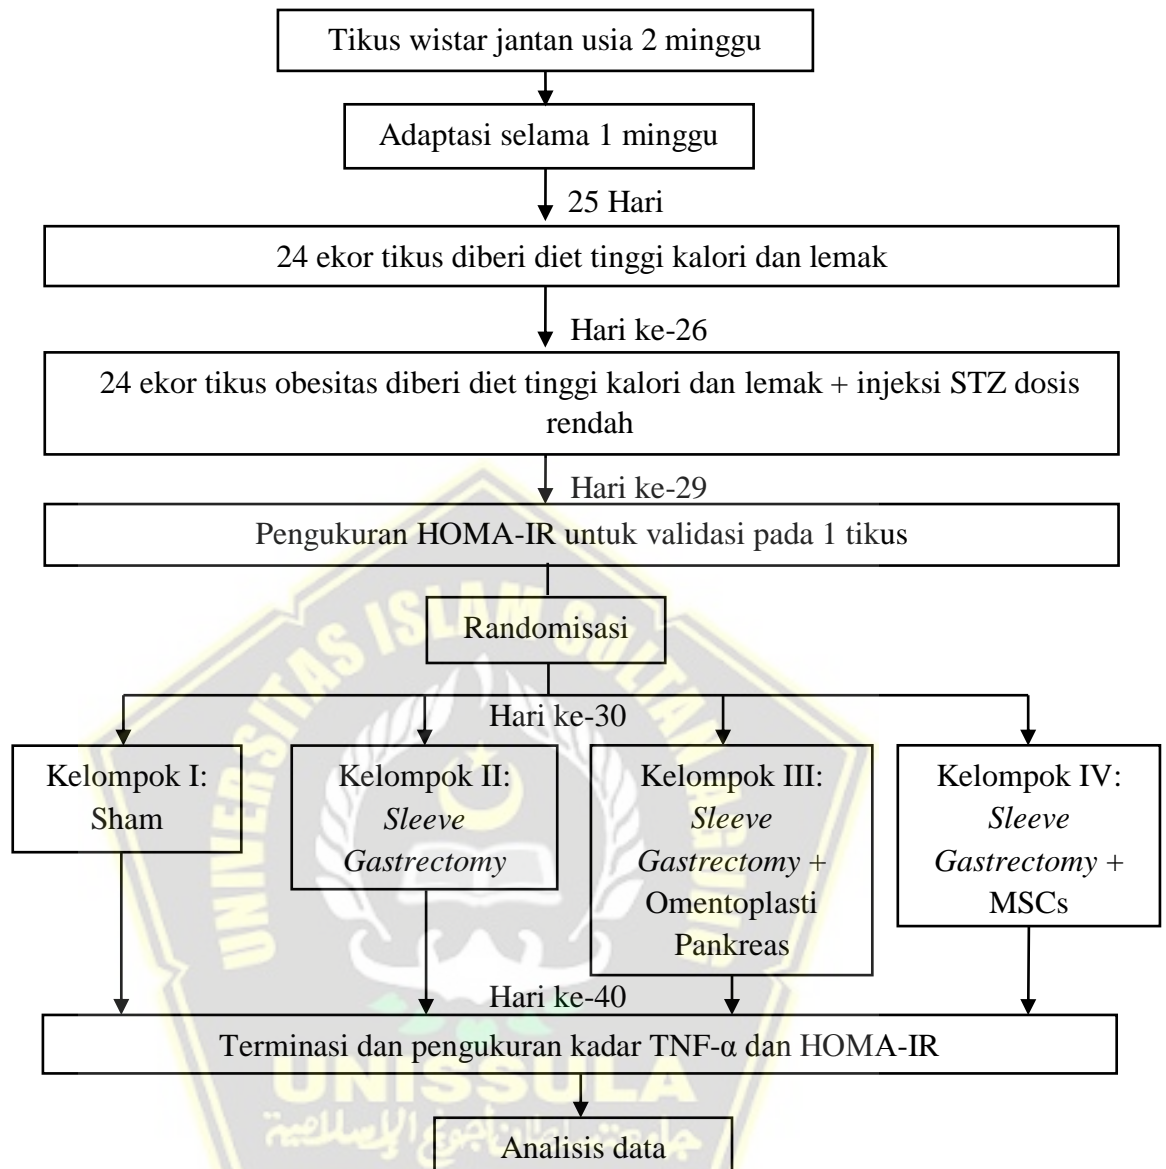 Tikus wistar jantan usia 2 minggu
Adaptasi selama 1 minggu
25 Hari
24 ekor tikus diberi diet tinggi kalori dan lemak
Hari ke-26
24 ekor tikus obesitas diberi diet tinggi kalori dan lemak + injeksi STZ dosis
rendah
Hari ke-29
Pengukuran HOMA-IR untuk validasi pada 1 tikus
Randomisasi
Hari ke-30
Kelompok I:
Sham
Kelompok II:
Sleeve
Gastrectomy
Kelompok III:
Sleeve
Gastrectomy +
Omentoplasti
Pankreas
Kelompok IV:
Sleeve
Gastrectomy +
MSCs
Hari ke-40
Terminasi dan pengukuran kadar TNF-α dan HOMA-IR
Analisis data
UNIVERSITAS ISLAM SULTAN AGUNG
UNISSULA